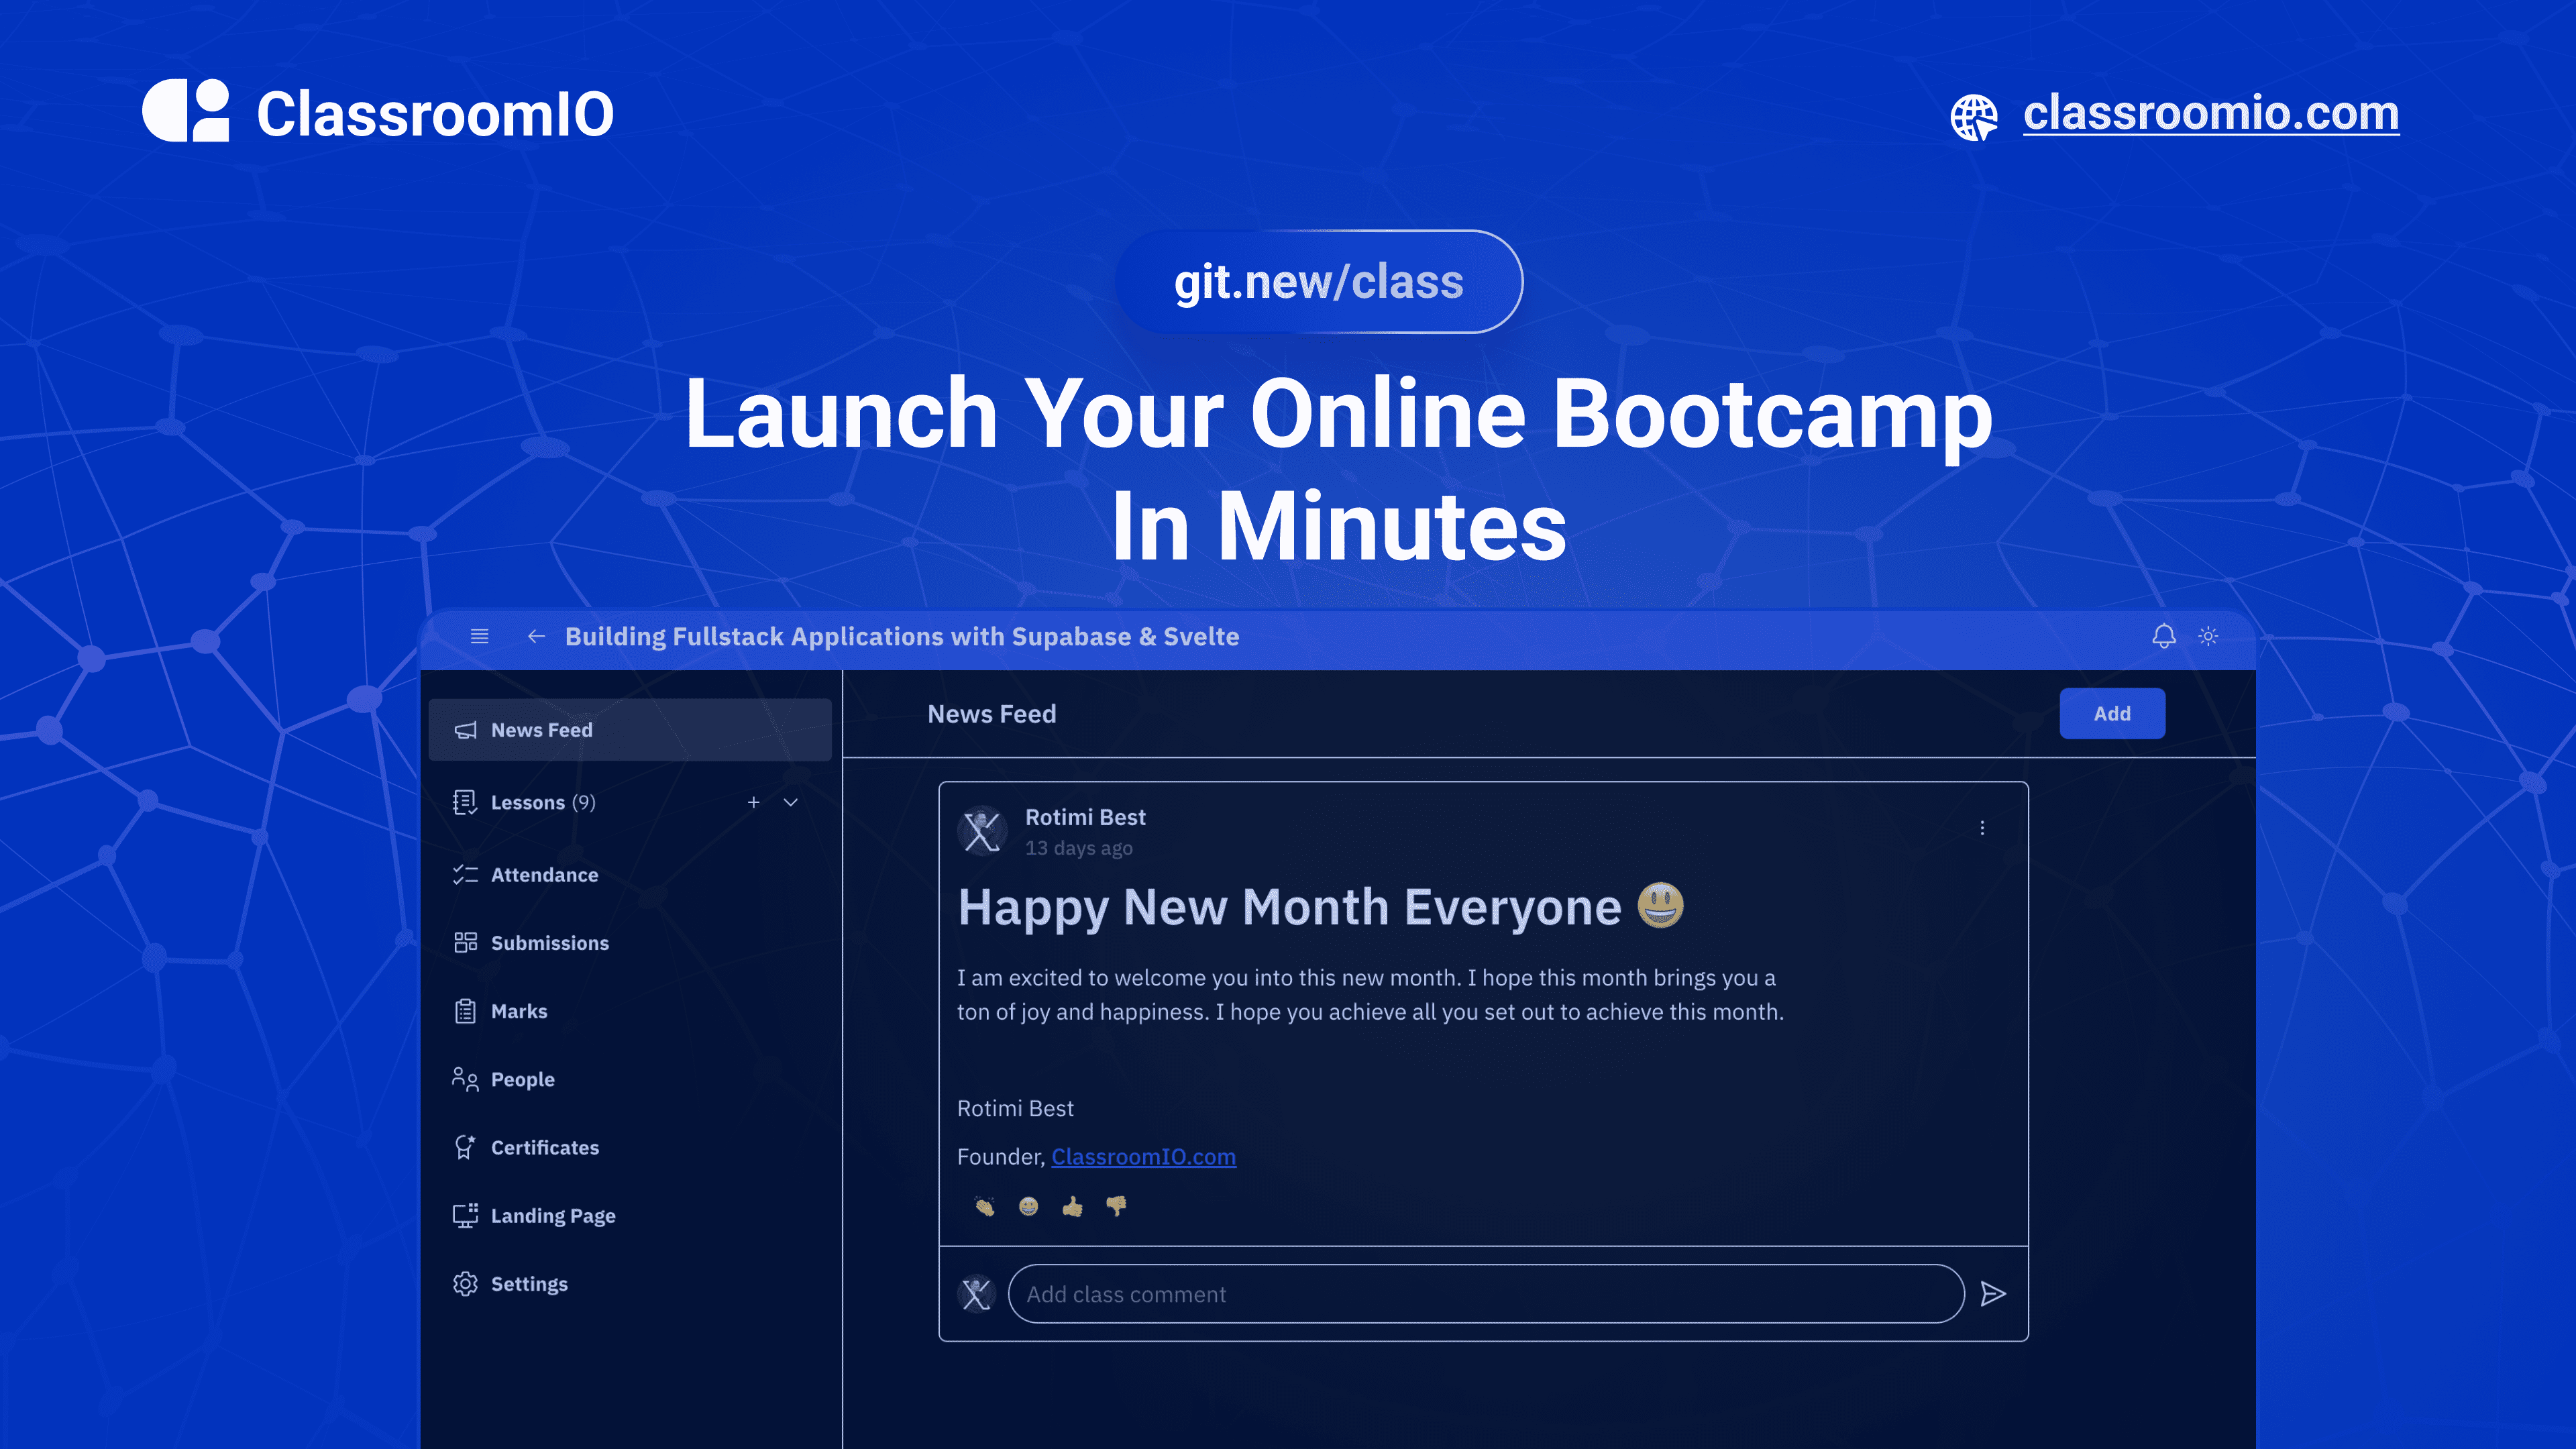 ClassroomIO
classroomio.com
git.new/class
Launch Your Online Bootcamp
In Minutes
Building Fullstack Applications with Supabase & Svelte
News Feed
Lessons (9)
Attendance
Submissions
Marks
People
Certificates
Landing Page
Settings
News Feed
Add
Rotimi Best
13 days ago
Happy New Month Everyone 😃
I am excited to welcome you into this new month. I hope this month brings you a
ton of joy and happiness. I hope you achieve all you set out to achieve this month.
Rotimi Best
Founder, ClassroomIO.com
Add class comment